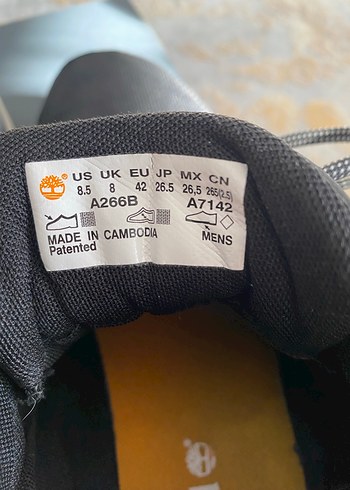 US UK EU JP MX CN
8.5 8 42 26.5 26,5 265(2.5)
A266B A7142
MADE IN CAMBODIA MENS
Patented